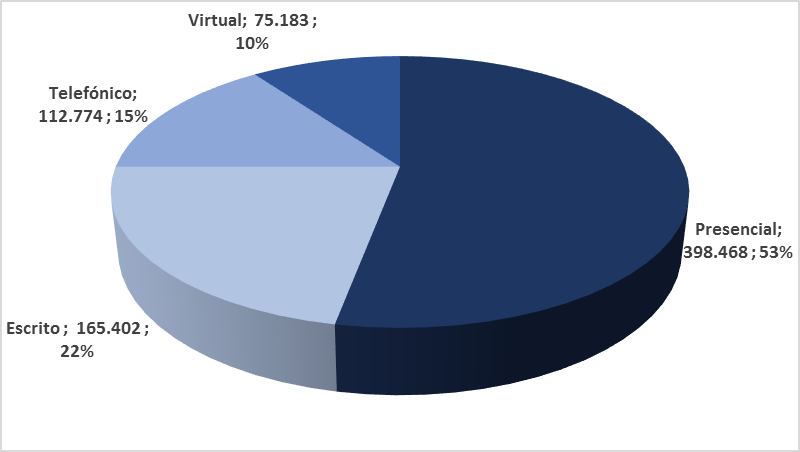 Virtual; 75.183 ;
10%
Telefónico;
112.774 ; 15%
Presencial;
398.468 ; 53%
Escrito ; 165.402 ;
22%